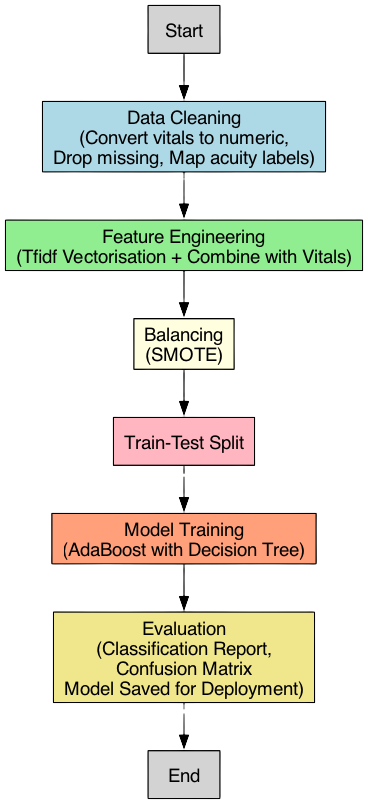 Start
Data Cleaning
(Convert vitals to numeric,
Drop missing, Map acuity labels)
Feature Engineering
(Tfidf Vectorisation + Combine with Vitals)
Balancing
(SMOTE)
Train-Test Split
Model Training
(AdaBoost with Decision Tree)
Evaluation
(Classification Report,
Confusion Matrix
Model Saved for Deployment)
End